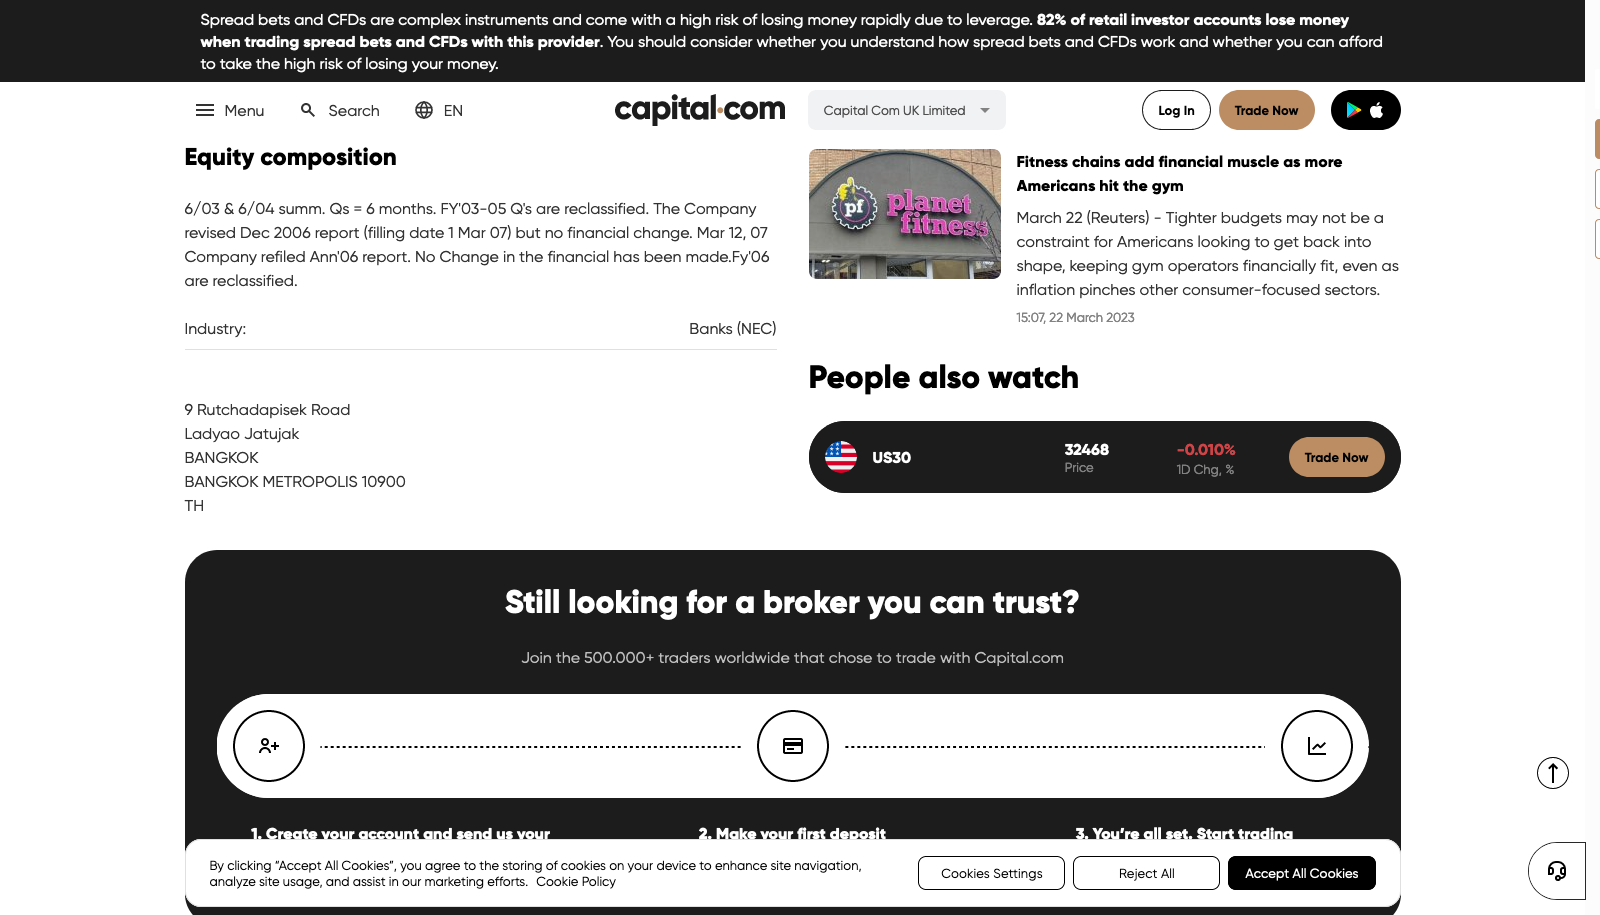 Spread bets and CFDs are complex instruments and come with a high risk of losing money rapidly due to leverage. 82% of retail investor accounts lose money
when trading spread bets and CFDs with this provider. You should consider whether you understand how spread bets and CFDs work and whether you can afford
to take the high risk of losing your money.
Menu
Search
EN
capital.com
Capital Com UK Limited
Log In
Trade Now
Equity composition
6/03 & 6/04 summ. Qs = 6 months. FY'03-05 Q's are reclassified. The Company
revised Dec 2006 report (filling date 1 Mar 07) but no financial change. Mar 12, 07
Company refiled Ann'06 report. No Change in the financial has been made.Fy'06
are reclassified.
Industry:
Banks (NEC)
9 Rutchadapisek Road
Ladyao Jatujak
BANGKOK
BANGKOK METROPOLIS 10900
TH
pf
planet
fitness
Fitness chains add financial muscle as more
Americans hit the gym
March 22 (Reuters) - Tighter budgets may not be a
constraint for Americans looking to get back into
shape, keeping gym operators financially fit, even as
inflation pinches other consumer-focused sectors.
15:07, 22 March 2023
People also watch
US30
32468
Price
-0.010%
1D Chg, %
Trade Now
Still looking for a broker you can trust?
Join the 500.000+ traders worldwide that chose to trade with Capital.com
1. Create your account and send us your
2. Make your first deposit
3. You're all set. Start trading
By clicking “Accept All Cookies”, you agree to the storing of cookies on your device to enhance site navigation,
analyze site usage, and assist in our marketing efforts. Cookie Policy
Cookies Settings
Reject All
Accept All Cookies